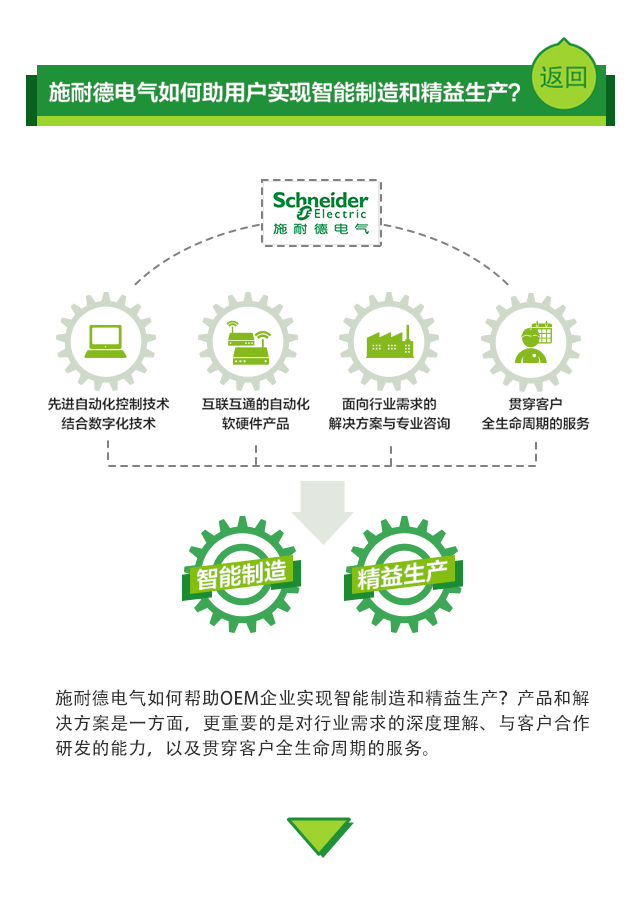 返回
施耐德电气如何助用户实现智能制造和精益生产?
Schneider
Electric
施耐德电气
先进自动化控制技术
结合数字化技术
互联互通的自动化
软硬件产品
面向行业需求的
解决方案与专业咨询
贯穿客户
全生命周期的服务
智能制造
精益生产
施耐德电气如何帮助OEM企业实现智能制造和精益生产？产品和解
决方案是一方面，更重要的是对行业需求的深度理解、与客户合作
研发的能力，以及贯穿客户全生命周期的服务。